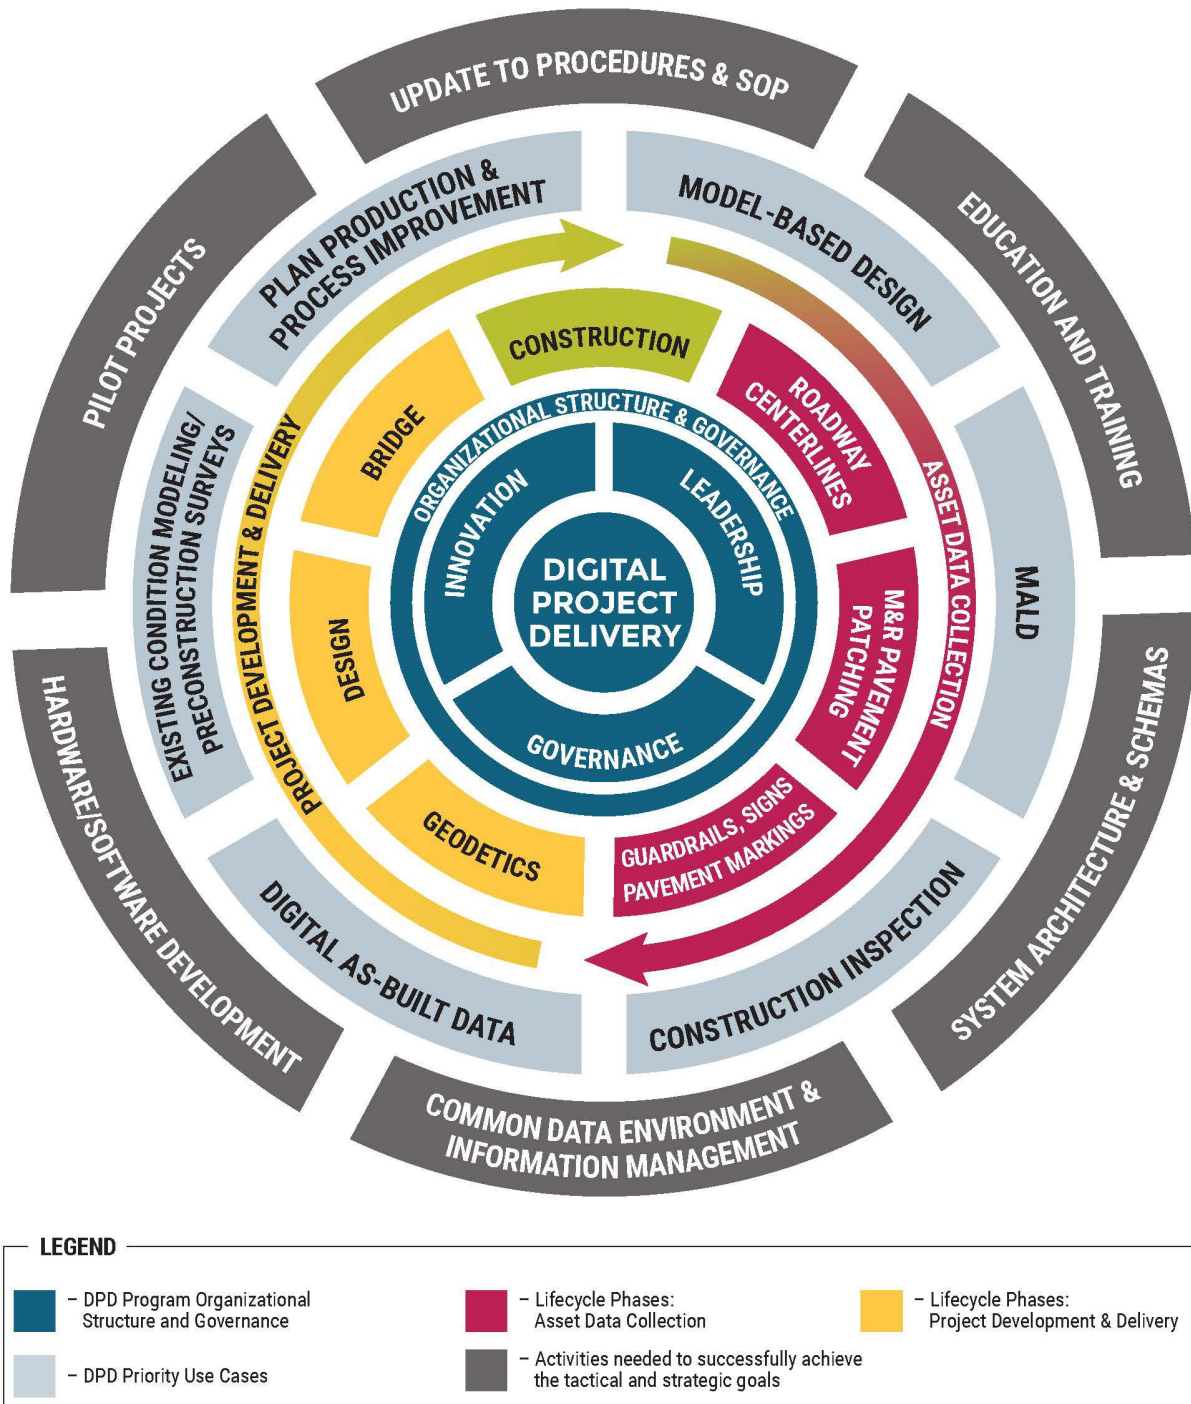 UPDATE TO PROCEDURES & SOP
EDUCATION AND TRAINING
SYSTEM ARCHITECTURE & SCHEMAS
COMMON DATA ENVIRONMENT &
INFORMATION MANAGEMENT
HARDWARE/SOFTWARE DEVELOPMENT
PILOT PROJECTS
PLAN PRODUCTION &
PROCESS IMPROVEMENT
MODEL-BASED DESIGN
MALD
CONSTRUCTION INSPECTION
DIGITAL AS-BUILT DATA
EXISTING CONDITION MODELING/
PRECONSTRUCTION SURVEYS
PROJECT DEVELOPMENT & DELIVERY
ASSET DATA COLLECTION
CONSTRUCTION
ROADWAY
CENTERLINES
M&R PAVEMENT
PATCHING
GUARDRAILS, SIGNS
PAVEMENT MARKINGS
GEODETICS
DESIGN
BRIDGE
ORGANIZATIONAL STRUCTURE & GOVERNANCE
INNOVATION
LEADERSHIP
GOVERNANCE
DIGITAL
PROJECT
DELIVERY
LEGEND
– DPD Program Organizational
Structure and Governance
– Lifecycle Phases:
Asset Data Collection
– Lifecycle Phases:
Project Development & Delivery
– DPD Priority Use Cases
– Activities needed to successfully achieve
the tactical and strategic goals